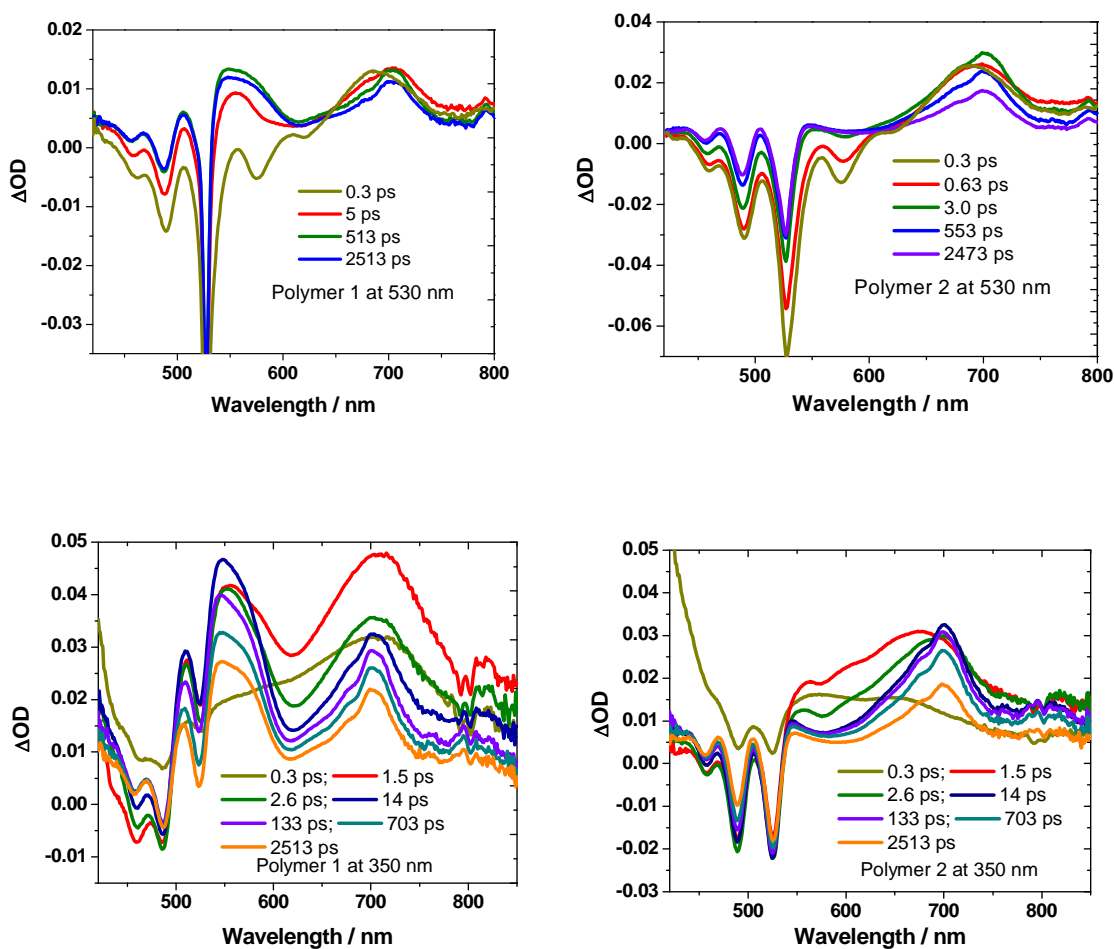 0.02
0.01
0.00
-0.01
-0.02
-0.03
ΔOD
0.3 ps
5 ps
513 ps
2513 ps
Polymer 1 at 530 nm
500 600 700 800
Wavelength / nm
0.04
0.02
0.00
-0.02
-0.04
-0.06
ΔOD
0.3 ps
0.63 ps
3.0 ps
553 ps
2473 ps
Polymer 2 at 530 nm
500 600 700 800
Wavelength / nm
0.05
0.04
0.03
0.02
0.01
0.00
-0.01
ΔOD
0.3 ps; 1.5 ps
2.6 ps; 14 ps
133 ps; 703 ps
2513 ps
Polymer 1 at 350 nm
500 600 700 800
Wavelength / nm
0.05
0.04
0.03
0.02
0.01
0.00
-0.01
-0.02
-0.03
ΔOD
0.3 ps; 1.5 ps
2.6 ps; 14 ps
133 ps; 703 ps
2513 ps
Polymer 2 at 350 nm
500 600 700 800
Wavelength / nm